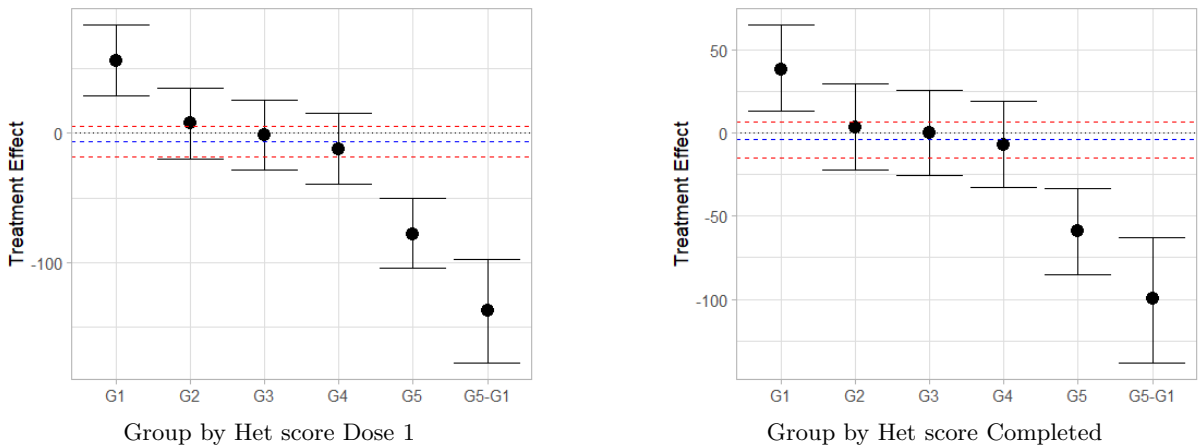 Treatment Effect
0
-100
G1 G2 G3 G4 G5 G5-G1
Group by Het score Dose 1
Treatment Effect
50
0
-50
-100
G1 G2 G3 G4 G5 G5-G1
Group by Het score Completed